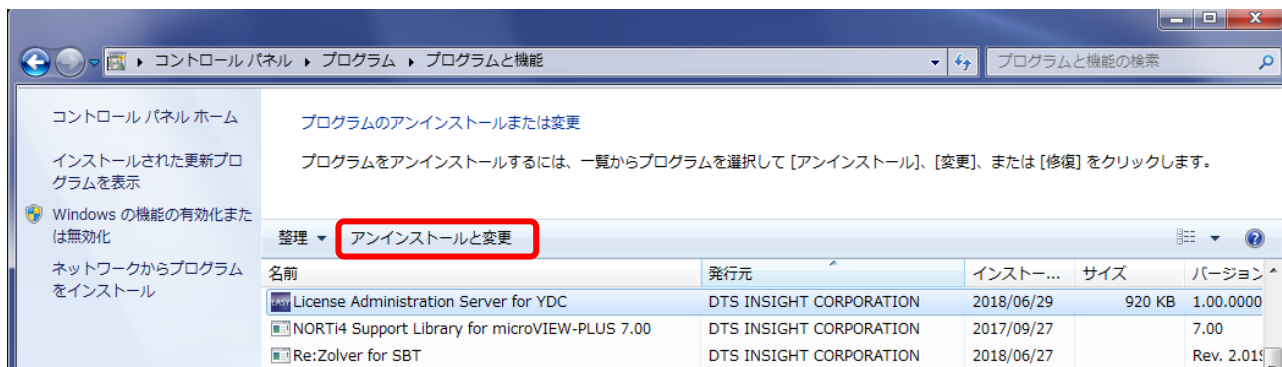 コントロール パネル ▸ プログラム ▸ プログラムと機能
プログラムと機能の検索
コントロール パネル ホーム
インストールされた更新プロ
グラムを表示
Windows の機能の有効化また
は無効化
ネットワークからプログラム
をインストール
プログラムのアンインストールまたは変更
プログラムをアンインストールするには、一覧からプログラムを選択して [アンインストール]、[変更]、または [修復] をクリックします。
整理 アンインストールと変更
名前 発行元 インストー... サイズ バージョン
EASY License Administration Server for YDC DTS INSIGHT CORPORATION 2018/06/29 920 KB 1.00.0000
NORTi4 Support Library for microVIEW-PLUS 7.00 DTS INSIGHT CORPORATION 2017/09/27 7.00
Re:Zolver for SBT DTS INSIGHT CORPORATION 2018/06/27 Rev. 2.01